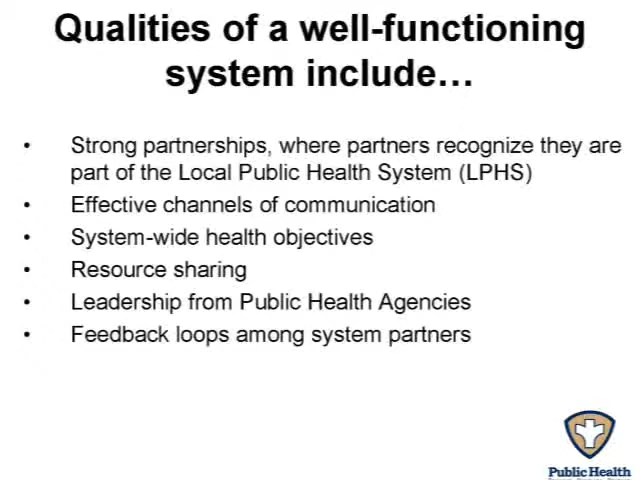 Qualities of a well-functioning
system include…
• Strong partnerships, where partners recognize they are
part of the Local Public Health System (LPHS)
• Effective channels of communication
• System-wide health objectives
• Resource sharing
• Leadership from Public Health Agencies
• Feedback loops among system partners
Public Health